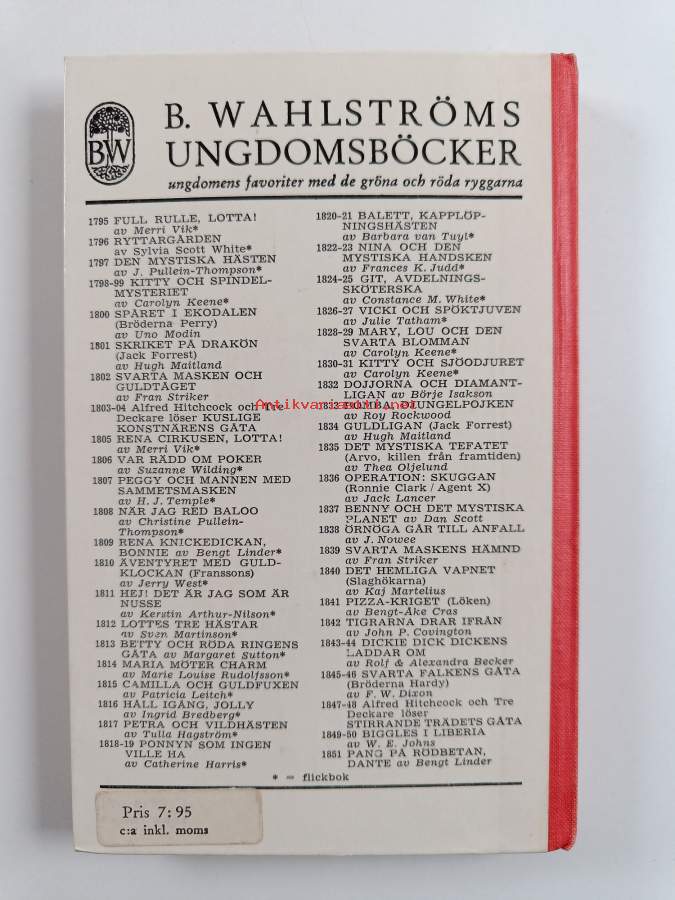 BW
B. WAHLSTRÖMS
UNGDOMSBÖCKER
ungdomens favoriter med de gröna och röda ryggarna
1795 FULL RULLE, LOTTA!
av Merri Vik*
1796 RYTTARGÅRDEN
av Sylvia Scott White*
1797 DEN MYSTISKA HÄSTEN
av J. Pullein-Thompson*
1798-99 KITTY OCH SPINDEL-
MYSTERIET
av Carolyn Keene*
1800 SPÅRET I EKODALEN
(Bröderna Perry)
av Uno Modin
1801 SKRIKET PÅ DRAKÖN
(Jack Forrest)
av Hugh Maitland
1802 SVARTA MASKEN OCH
GULDTÅGET
av Fran Striker
1803-04 Alfred Hitchcock och Tre
Deckare löser KUSLIGE
KONSTNÄRENS GÅTA
1805 RENA CIRKUSEN, LOTTA!
av Merri Vik*
1806 VAR RÄDD OM POKER
av Suzanne Wilding*
1807 PEGGY OCH MANNEN MED
SAMMETSMASKEN
av H. J. Temple*
1808 NÄR JAG RED BALOO
av Christine Pullein-
Thompson*
1809 RENA KNICKEDICKAN,
BONNIE av Bengt Linder*
1810 ÄVENTYRET MED GULD-
KLOCKAN (Franssons)
av Jerry West*
1811 HEJ! DET ÄR JAG SOM ÄR
NUSSE
av Kerstin Arthur-Nilson*
1812 LOTTES TRE HÄSTAR
av Sven Martinson*
1813 BETTY OCH RÖDA RINGENS
GÅTA av Margaret Sutton*
1814 MARIA MÖTER CHARM
av Marie Louise Rudolfsson*
1815 CAMILLA OCH GULDFUXEN
av Patricia Leitch*
1816 HÅLL IGÅNG, JOLLY
av Ingrid Bredberg*
1817 PETRA OCH VILDHÄSTEN
av Tulla Hagström*
1818-19 PONNYN SOM INGEN
VILLE HA
av Catherine Harris*
1820-21 BALETT, KAPPLÖP-
NINGSHÄSTEN
av Barbara van Tuyl*
1822-23 NINA OCH DEN
MYSTISKA HANDSKEN
av Frances K. Judd*
1824-25 GIT, AVDELNINGS-
SKÖTERSKA
av Constance M. White*
1826-27 VICKI OCH SPÖKTJUVEN
av Julie Tatham*
1828-29 MARY, LOU OCH DEN
SVARTA BLOMMAN
av Carolyn Keene*
1830-31 KITTY OCH SJÖODJURET
av Carolyn Keene*
1832 DOJJORNA OCH DIAMANT-
LIGAN av Börje Isakson
1833 BOMBA, DJUNGELPOJKEN
av Roy Rockwood
1834 GULDLIGAN (Jack Forrest)
av Hugh Maitland
1835 DET MYSTISKA TEFATET
(Arvo, killen från framtiden)
av Thea Oljelund
1836 OPERATION: SKUGGAN
(Ronnie Clark / Agent X)
av Jack Lancer
1837 BENNY OCH DET MYSTISKA
PLANET av Dan Scott
1838 ÖRNÖGA GÅR TILL ANFALL
av J. Nowee
1839 SVARTA MASKENS HÄMND
av Fran Striker
1840 DET HEMLIGA VAPNET
(Slaghökarna)
av Kaj Martelius
1841 PIZZA-KRIGET (Löken)
av Bengt-Åke Cras
1842 TIGRARNA DRAR IFRÅN
av John P. Covington
1843-44 DICKIE DICK DICKENS
LADDAR OM
av Rolf & Alexandra Becker
1845-46 SVARTA FALKENS GÅTA
(Bröderna Hardy)
av F. W. Dixon
1847-48 Alfred Hitchcock och Tre
Deckare löser
STIRRANDE TRÄDETS GÅTA
1849-50 BIGGLES I LIBERIA
av W. E. Johns
1851 PANG PÅ RÖDBETAN,
DANTE av Bengt Linder
* = flickbok
Pris 7:95
c:a inkl. moms
Antikvariaatti.net